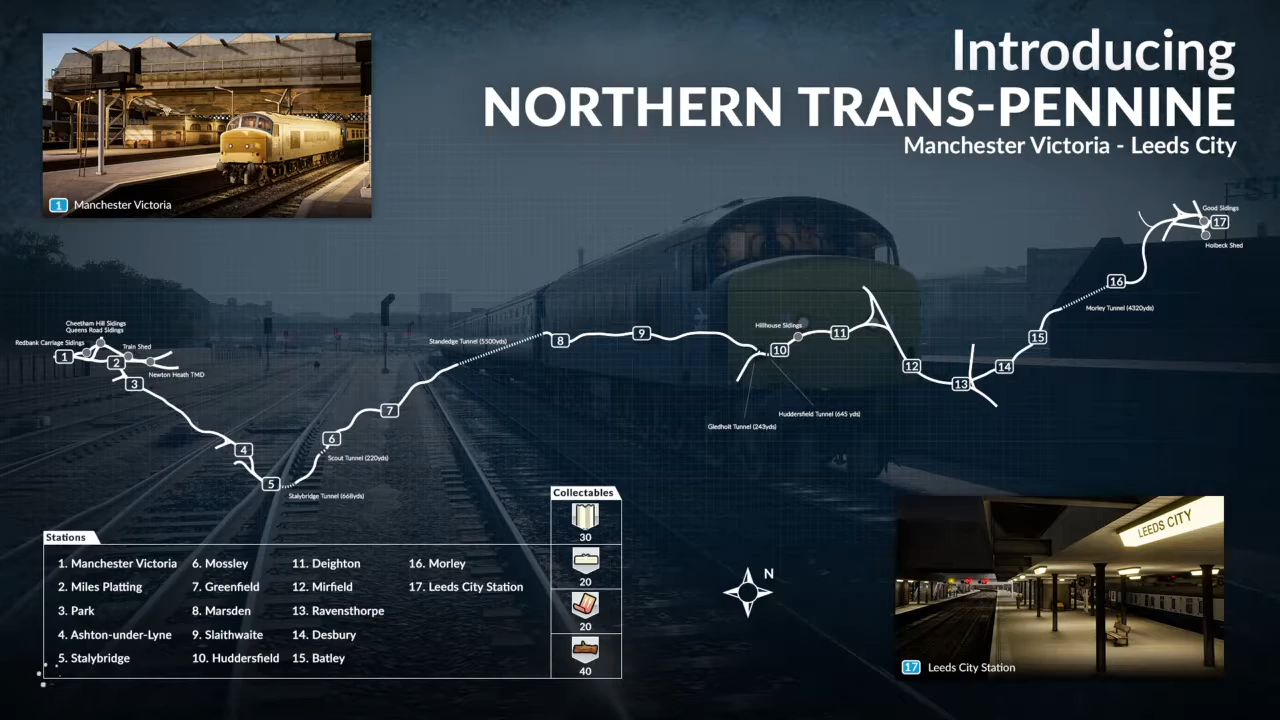 Introducing
NORTHERN TRANS-PENNINE
Manchester Victoria - Leeds City
1 Manchester Victoria
Good Sidings
17
Holbeck Shed
16
Morley Tunnel (4320yds)
Cheetham Hill Sidings
Queens Road Sidings
Redbank Carriage Sidings
1
Train Shed
2
Newton Heath TMD
3
4
5
Stalybridge Tunnel (668yds)
6
Scout Tunnel (220yds)
7
Standedge Tunnel (5500yds)
8
9
Hillhouse Sidings
10
11
Gledholt Tunnel (243yds)
Huddersfield Tunnel (645 yds)
12
13
14
15
Stations
1. Manchester Victoria
2. Miles Platting
3. Park
4. Ashton-under-Lyne
5. Stalybridge
6. Mossley
7. Greenfield
8. Marsden
9. Slaithwaite
10. Huddersfield
11. Deighton
12. Mirfield
13. Ravensthorpe
14. Desbury
15. Batley
16. Morley
17. Leeds City Station
Collectables
30
20
20
40
N
LEEDS CITY
17 Leeds City Station